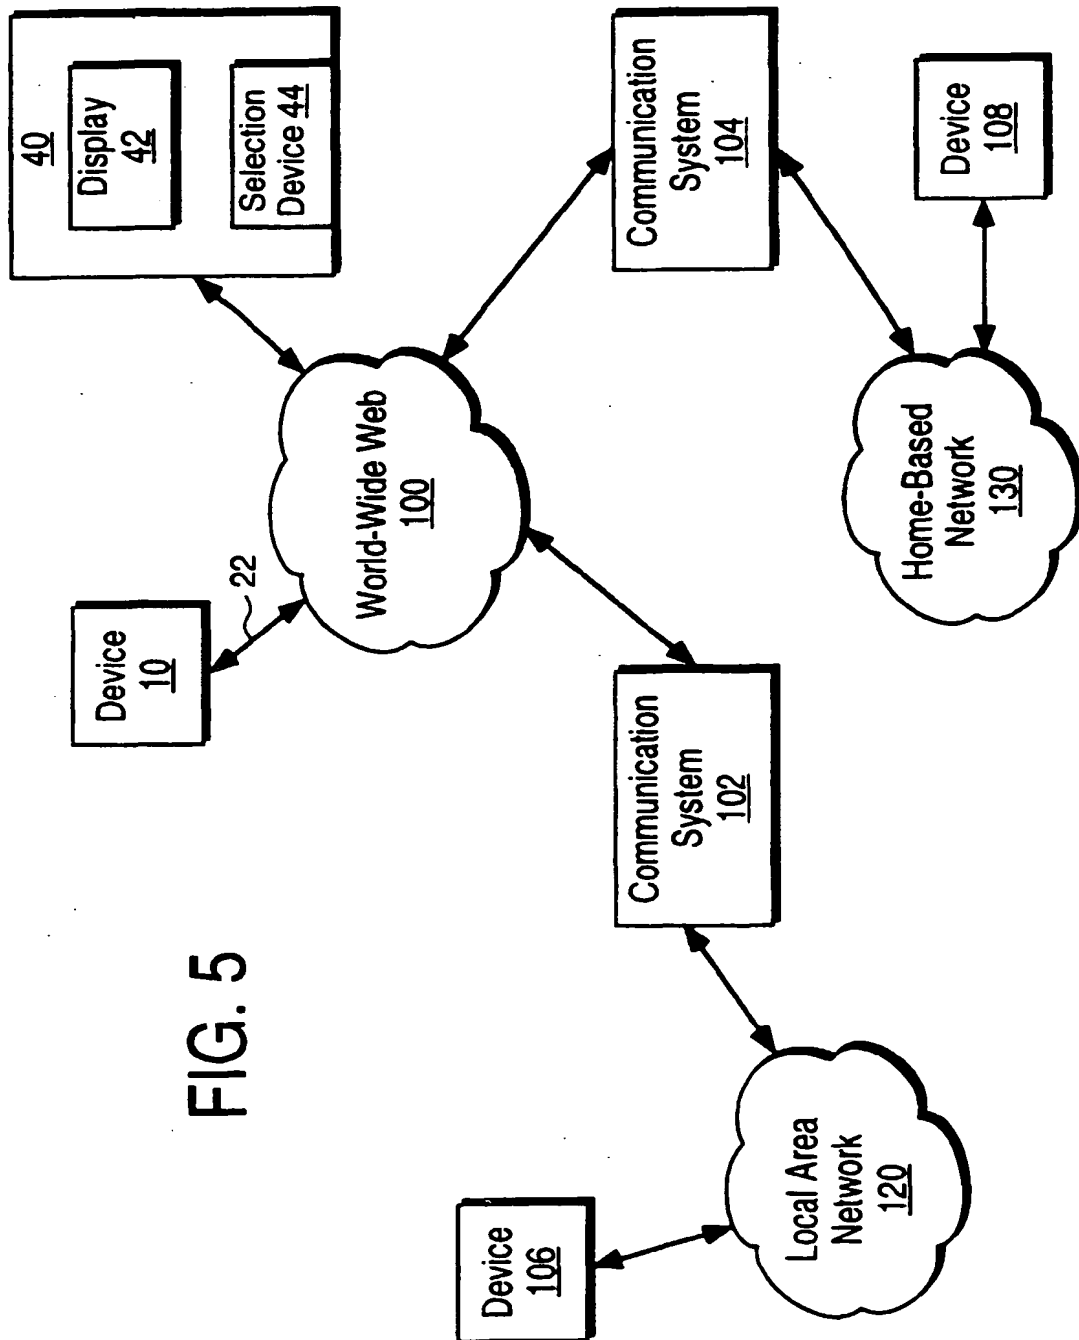 40
Display
42
Selection
Device 44
Device
10
22
World-Wide Web
100
Communication
System
104
Communication
System
102
Device
108
Home-Based
Network
130
Device
106
Local Area
Network
120
FIG. 5